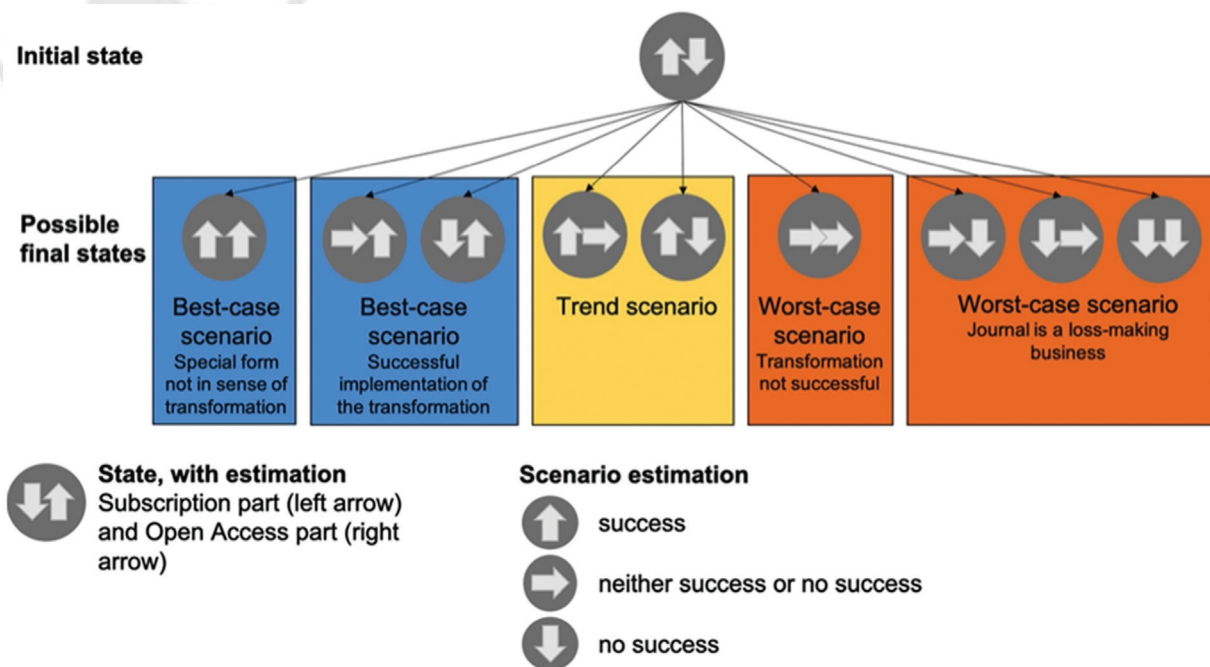 Initial state
Possible
final states
Best-case
scenario
Special form
not in sense of
transformation
Best-case
scenario
Successful
implementation of
the transformation
Trend scenario
Worst-case
scenario
Transformation
not successful
Worst-case scenario
Journal is a loss-making
business
State, with estimation
Subscription part (left arrow)
and Open Access part (right
arrow)
Scenario estimation
success
neither success or no success
no success